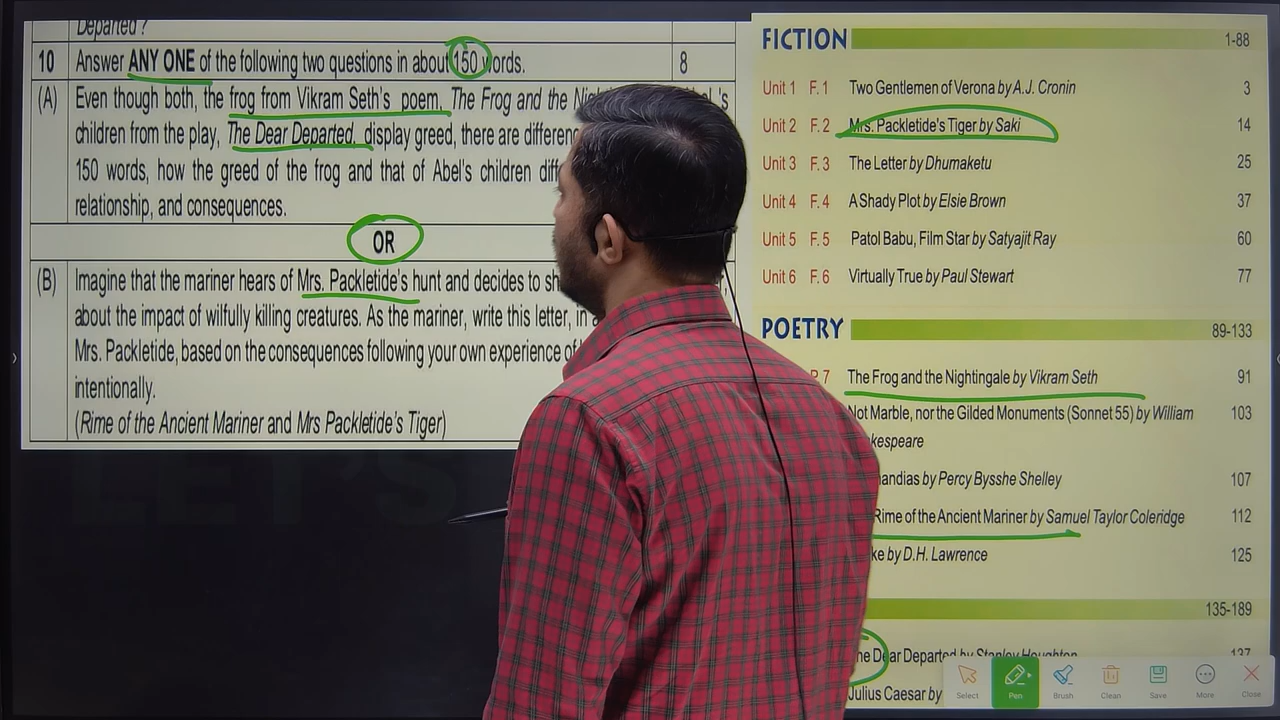 Departed ?
10 Answer ANY ONE of the following two questions in about 150 words. 8
(A) Even though both, the frog from Vikram Seth's poem, The Frog and the
children from the play, The Dear Departed, display greed, there are
150 words, how the greed of the frog and that of Abel's children
relationship, and consequences.
OR
(B) Imagine that the mariner hears of Mrs. Packletide's hunt and decides to
about the impact of wilfully killing creatures. As the mariner, write this letter, in
Mrs. Packletide, based on the consequences following your own experience of
intentionally.
(Rime of the Ancient Mariner and Mrs Packletide's Tiger)
FICTION 1-88
Unit 1 F.1 Two Gentlemen of Verona by A.J. Cronin 3
Unit 2 F.2 Mrs. Packletide's Tiger by Saki 14
Unit 3 F.3 The Letter by Dhumaketu 25
Unit 4 F.4 A Shady Plot by Elsie Brown 37
Unit 5 F.5 Patol Babu, Film Star by Satyajit Ray 60
Unit 6 F.6 Virtually True by Paul Stewart 77
POETRY 89-133
The Frog and the Nightingale by Vikram Seth 91
Not Marble, nor the Gilded Monuments (Sonnet 55) by William 103
by Percy Bysshe Shelley 107
Rime of the Ancient Mariner by Samuel Taylor Coleridge 112
by D.H. Lawrence 125
135-189
Dear Departed by Stanley Houghton 137
Julius Caesar by
Select Pen Brush Clean Save More Close